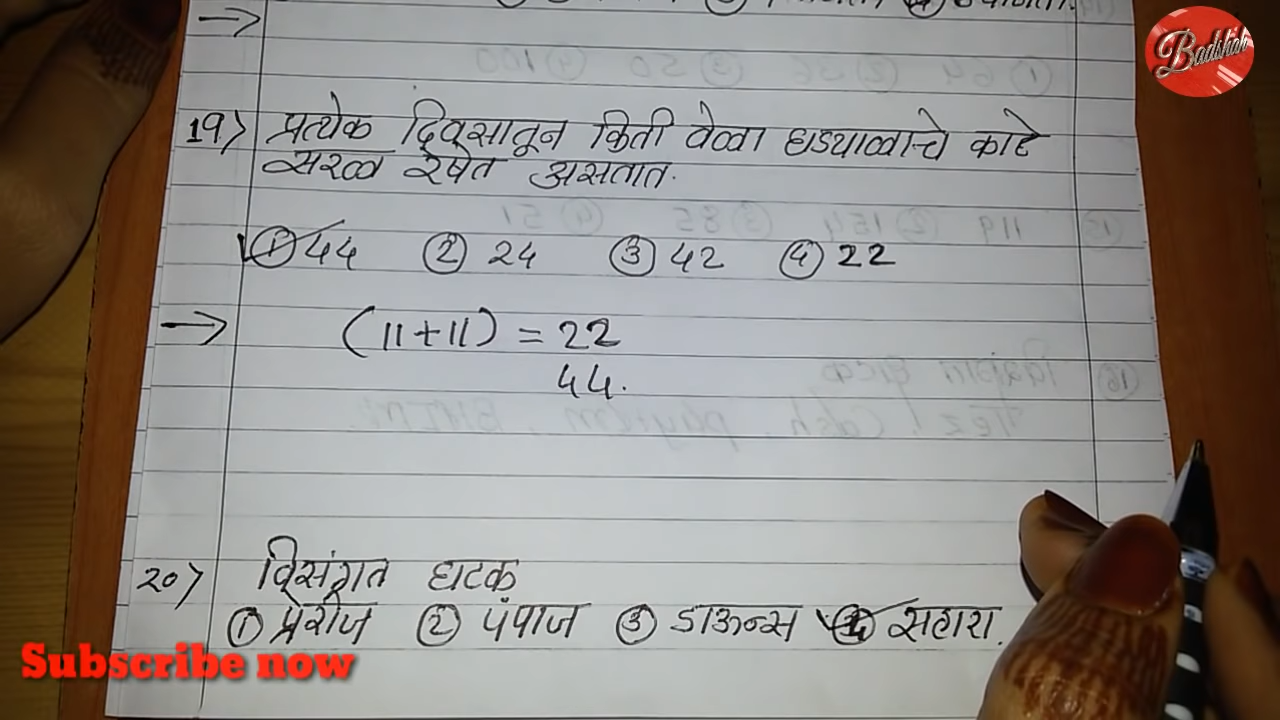 Badshah
19> प्रत्येक दिवसातून किती वेळा घड्याळाचे काटे
सरळ रेषेत असतात.
① 44 ② 24 ③ 42 ④ 22
→ (11+11) = 22
44.
20> विसंगत घटक
① प्रेरीज ② पंपाज ③ डाऊन्स ④ सहारा.
Subscribe now